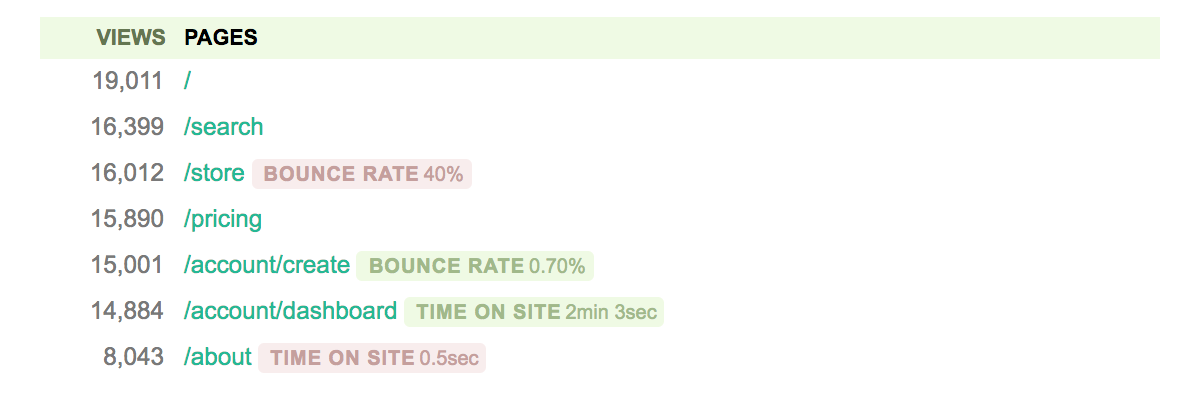 VIEWS PAGES
19,011 /
16,399 /search
16,012 /store BOUNCE RATE 40%
15,890 /pricing
15,001 /account/create BOUNCE RATE 0.70%
14,884 /account/dashboard TIME ON SITE 2min 3sec
8,043 /about TIME ON SITE 0.5sec